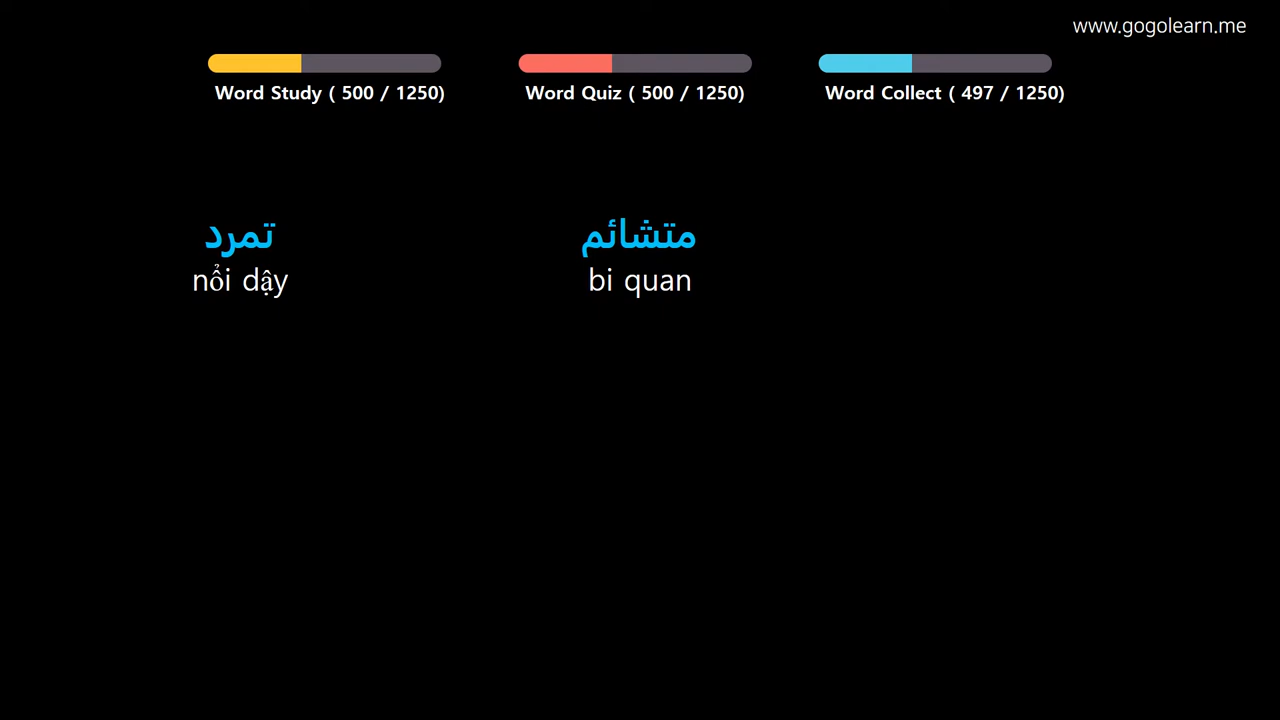 www.gogolearn.me
Word Study ( 500 / 1250)
Word Quiz ( 500 / 1250)
Word Collect ( 497 / 1250)
تمرد
nổi dậy
متشائم
bi quan